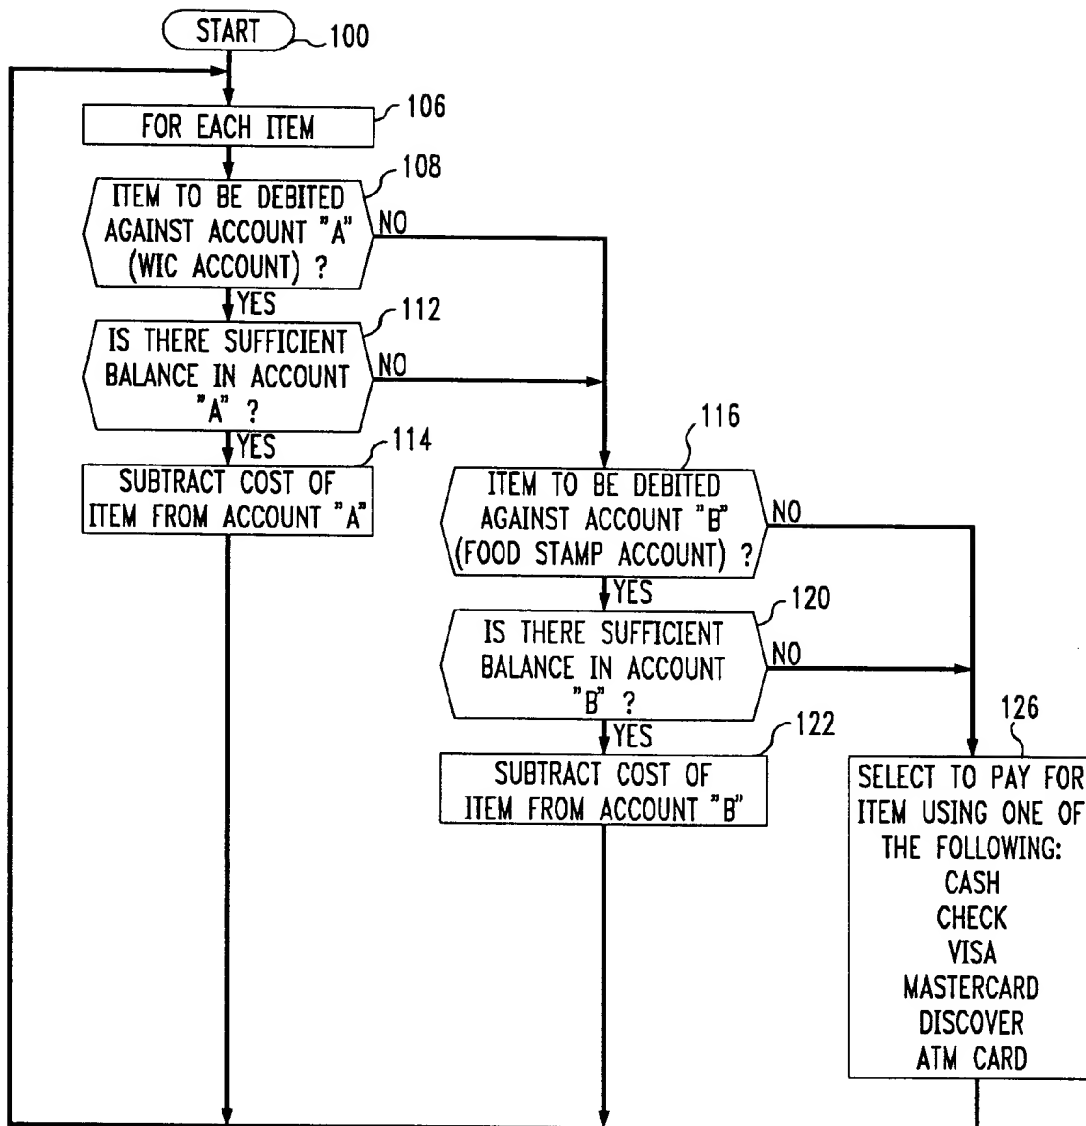 START
100
FOR EACH ITEM
106
108
ITEM TO BE DEBITED
AGAINST ACCOUNT "A"
(WIC ACCOUNT) ?
NO
YES
112
IS THERE SUFFICIENT
BALANCE IN ACCOUNT
"A" ?
NO
YES
114
SUBTRACT COST OF
ITEM FROM ACCOUNT "A"
116
ITEM TO BE DEBITED
AGAINST ACCOUNT "B"
(FOOD STAMP ACCOUNT) ?
NO
YES
120
IS THERE SUFFICIENT
BALANCE IN ACCOUNT
"B" ?
NO
YES
122
SUBTRACT COST OF
ITEM FROM ACCOUNT "B"
126
SELECT TO PAY FOR
ITEM USING ONE OF
THE FOLLOWING:
CASH
CHECK
VISA
MASTERCARD
DISCOVER
ATM CARD